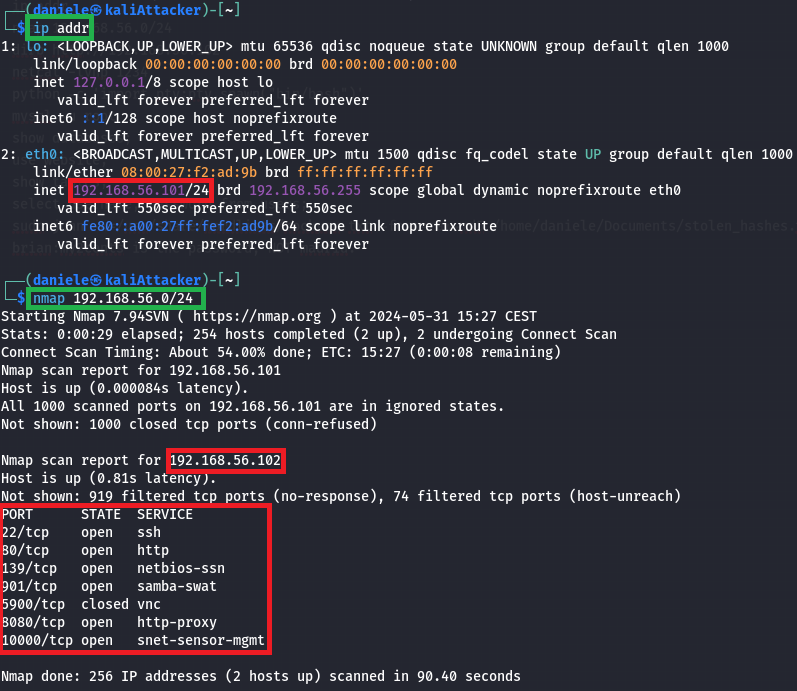 (daniele㉿kaliAttacker)-[~]
$ ip addr
1: lo: <LOOPBACK,UP,LOWER_UP> mtu 65536 qdisc noqueue state UNKNOWN group default qlen 1000
link/loopback 00:00:00:00:00:00 brd 00:00:00:00:00:00
inet 127.0.0.1/8 scope host lo
valid_lft forever preferred_lft forever
inet6 ::1/128 scope host noprefixroute
valid_lft forever preferred_lft forever
2: eth0: <BROADCAST,MULTICAST,UP,LOWER_UP> mtu 1500 qdisc fq_codel state UP group default qlen 1000
link/ether 08:00:27:f2:ad:9b brd ff:ff:ff:ff:ff:ff
inet 192.168.56.101/24 brd 192.168.56.255 scope global dynamic noprefixroute eth0
valid_lft 550sec preferred_lft 550sec
inet6 fe80::a00:27ff:fef2:ad9b/64 scope link noprefixroute
valid_lft forever preferred_lft forever
(daniele㉿kaliAttacker)-[~]
$ nmap 192.168.56.0/24
Starting Nmap 7.94SVN ( https://nmap.org ) at 2024-05-31 15:27 CEST
Stats: 0:00:29 elapsed; 254 hosts completed (2 up), 2 undergoing Connect Scan
Connect Scan Timing: About 54.00% done; ETC: 15:27 (0:00:08 remaining)
Nmap scan report for 192.168.56.101
Host is up (0.000084s latency).
All 1000 scanned ports on 192.168.56.101 are in ignored states.
Not shown: 1000 closed tcp ports (conn-refused)
Nmap scan report for 192.168.56.102
Host is up (0.81s latency).
Not shown: 919 filtered tcp ports (no-response), 74 filtered tcp ports (host-unreach)
PORT STATE SERVICE
22/tcp open ssh
80/tcp open http
139/tcp open netbios-ssn
901/tcp open samba-swat
5900/tcp closed vnc
8080/tcp open http-proxy
10000/tcp open snet-sensor-mgmt
Nmap done: 256 IP addresses (2 hosts up) scanned in 90.40 seconds